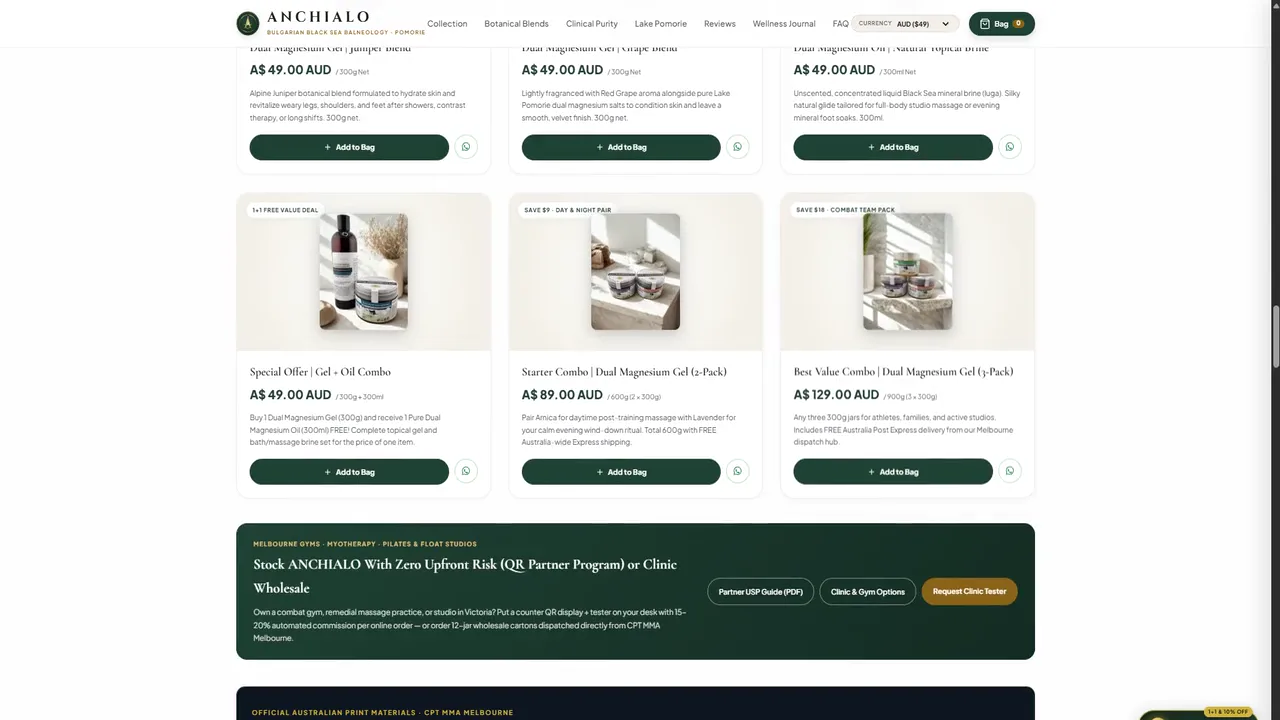 ANCHIALO
BULGARIAN BLACK SEA BALNEOLOGY · POMORIE
Collection
Botanical Blends
Clinical Purity
Lake Pomorie
Reviews
Wellness Journal
FAQ
CURRENCY AUD ($49)
Bag 0
Dual Magnesium Gel | Juniper Blend
A$ 49.00 AUD / 300g Net
Alpine Juniper botanical blend formulated to hydrate skin and
revitalize weary legs, shoulders, and feet after showers, contrast
therapy, or long shifts. 300g net.
+ Add to Bag
Dual Magnesium Gel | Grape Blend
A$ 49.00 AUD / 300g Net
Lightly fragranced with Red Grape aroma alongside pure Lake
Pomorie dual magnesium salts to condition skin and leave a
smooth, velvet finish. 300g net.
+ Add to Bag
Dual Magnesium Oil | Natural Topical Brine
A$ 49.00 AUD / 300ml Net
Unscented, concentrated liquid Black Sea mineral brine (luga). Silky
natural glide tailored for full-body studio massage or evening
mineral foot soaks. 300ml.
+ Add to Bag
1+1 FREE VALUE DEAL
Special Offer | Gel + Oil Combo
A$ 49.00 AUD / 300g + 300ml
Buy 1 Dual Magnesium Gel (300g) and receive 1 Pure Dual
Magnesium Oil (300ml) FREE! Complete topical gel and
bath/massage brine set for the price of one item.
+ Add to Bag
SAVE $9 · DAY & NIGHT PAIR
Starter Combo | Dual Magnesium Gel (2-Pack)
A$ 89.00 AUD / 600g (2 × 300g)
Pair Arnica for daytime post-training massage with Lavender for
your calm evening wind-down ritual. Total 600g with FREE
Australia-wide Express shipping.
+ Add to Bag
SAVE $18 · COMBAT TEAM PACK
Best Value Combo | Dual Magnesium Gel (3-Pack)
A$ 129.00 AUD / 900g (3 × 300g)
Any three 300g jars for athletes, families, and active studios.
Includes FREE Australia Post Express delivery from our Melbourne
dispatch hub.
+ Add to Bag
MELBOURNE GYMS · MYOTHERAPY · PILATES & FLOAT STUDIOS
Stock ANCHIALO With Zero Upfront Risk (QR Partner Program) or Clinic
Wholesale
Own a combat gym, remedial massage practice, or studio in Victoria? Put a counter QR display + tester on your desk with 15–
20% automated commission per online order — or order 12-jar wholesale cartons dispatched directly from CPT MMA
Melbourne.
Partner USP Guide (PDF)
Clinic & Gym Options
Request Clinic Tester
OFFICIAL AUSTRALIAN PRINT MATERIALS · CPT MMA MELBOURNE
1+1 & 10% OFF